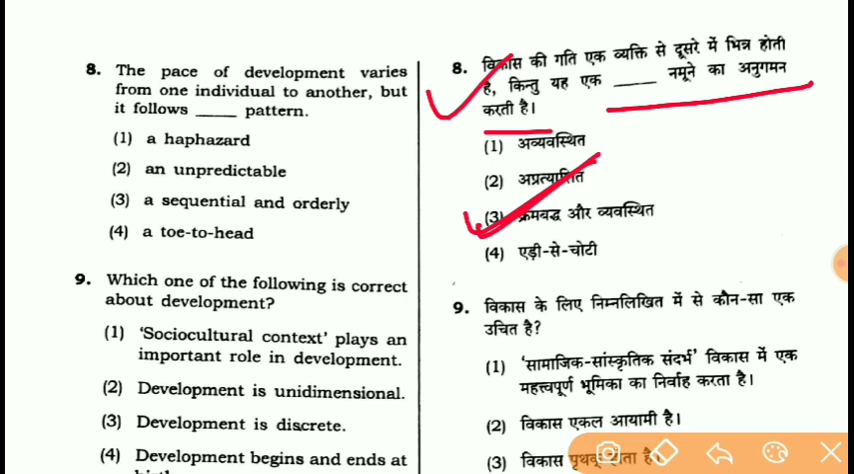 8. The pace of development varies
from one individual to another, but
it follows _____ pattern.
(1) a haphazard
(2) an unpredictable
(3) a sequential and orderly
(4) a toe-to-head
9. Which one of the following is correct
about development?
(1) ‘Sociocultural context’ plays an
important role in development.
(2) Development is unidimensional.
(3) Development is discrete.
(4) Development begins and ends at
8. विकास की गति एक व्यक्ति से दूसरे में भिन्न होती
है, किन्तु यह एक _____ नमूने का अनुगमन
करती है।
(1) अव्यवस्थित
(2) अप्रत्याशित
(3) क्रमबद्ध और व्यवस्थित
(4) एड़ी-से-चोटी
9. विकास के लिए निम्नलिखित में से कौन-सा एक
उचित है?
(1) ‘सामाजिक-सांस्कृतिक संदर्भ’ विकास में एक
महत्त्वपूर्ण भूमिका का निर्वाह करता है।
(2) विकास एकल आयामी है।
(3) विकास पृथक् होता है।